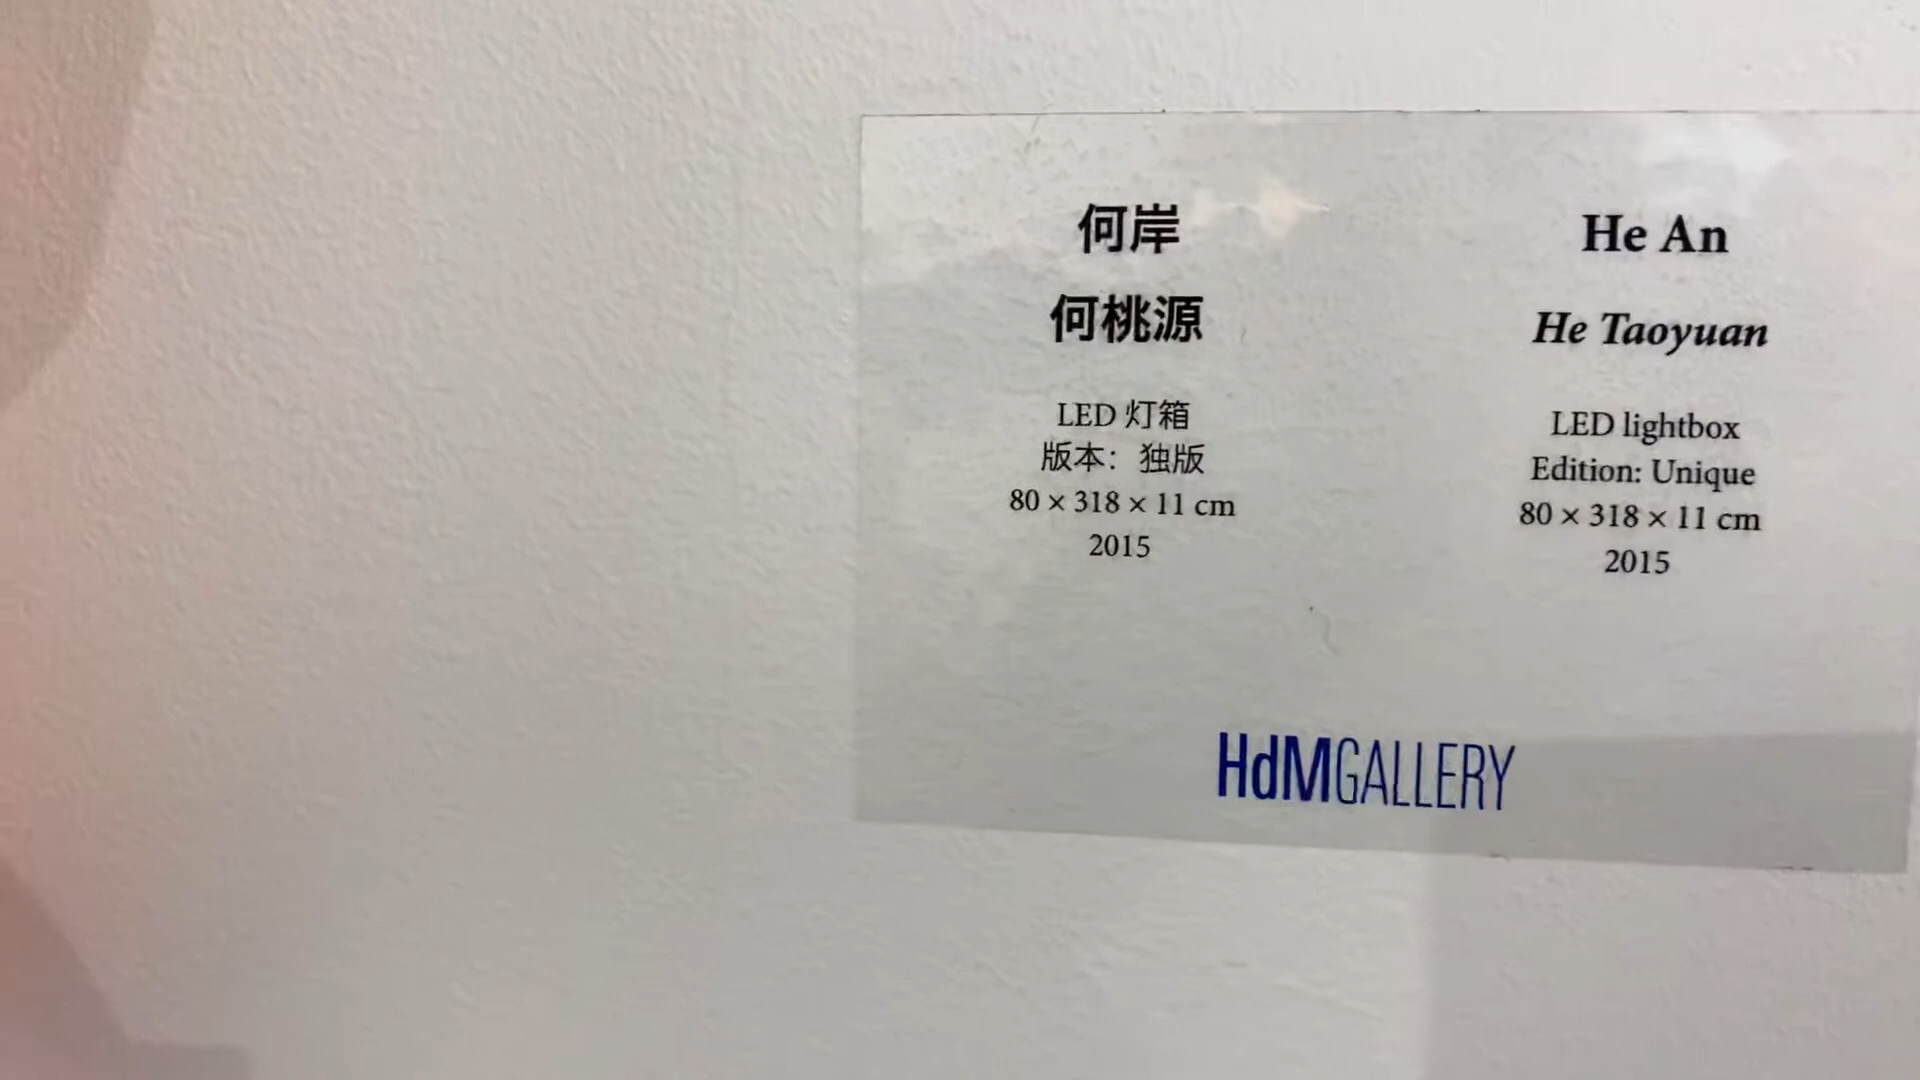 何岸
何桃源
LED 灯箱
版本： 独版
80 × 318 × 11 cm
2015
He An
He Taoyuan
LED lightbox
Edition: Unique
80 × 318 × 11 cm
2015
HdMGALLERY